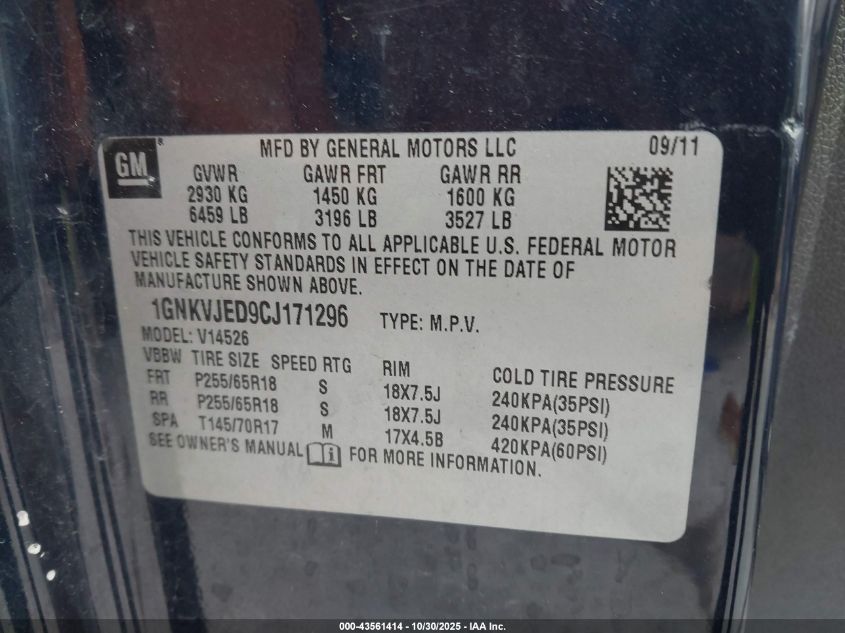 GM®
MFD BY GENERAL MOTORS LLC 09/11
GVWR GAWR FRT GAWR RR
2930 KG 1450 KG 1600 KG
6459 LB 3196 LB 3527 LB
THIS VEHICLE CONFORMS TO ALL APPLICABLE U.S. FEDERAL MOTOR
VEHICLE SAFETY STANDARDS IN EFFECT ON THE DATE OF
MANUFACTURE SHOWN ABOVE.
1GNKVJED9CJ171296 TYPE: M.P.V.
MODEL: V14526
VBBW TIRE SIZE SPEED RTG RIM COLD TIRE PRESSURE
FRT P255/65R18 S 18X7.5J 240KPA(35PSI)
RR P255/65R18 S 18X7.5J 240KPA(35PSI)
SPA T145/70R17 M 17X4.5B 420KPA(60PSI)
SEE OWNER'S MANUAL FOR MORE INFORMATION.
000-43561414 - 10/30/2025 - IAA Inc.